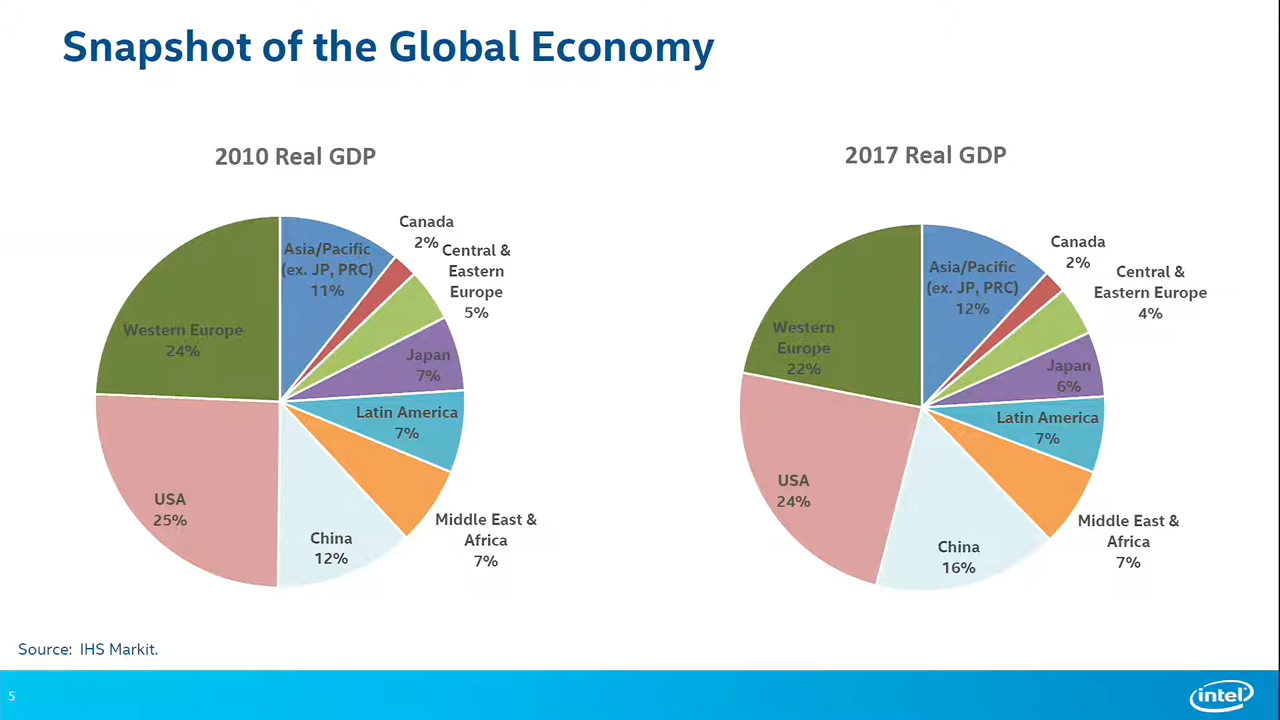 Snapshot of the Global Economy
2010 Real GDP
Canada
2%
Asia/Pacific
(ex. JP, PRC)
11%
Central &
Eastern
Europe
5%
Western Europe
24%
Japan
7%
Latin America
7%
USA
25%
China
12%
Middle East &
Africa
7%
2017 Real GDP
Canada
2%
Asia/Pacific
(ex. JP, PRC)
12%
Central &
Eastern Europe
4%
Western
Europe
22%
Japan
6%
Latin America
7%
USA
24%
China
16%
Middle East &
Africa
7%
Source: IHS Markit.
5
intel